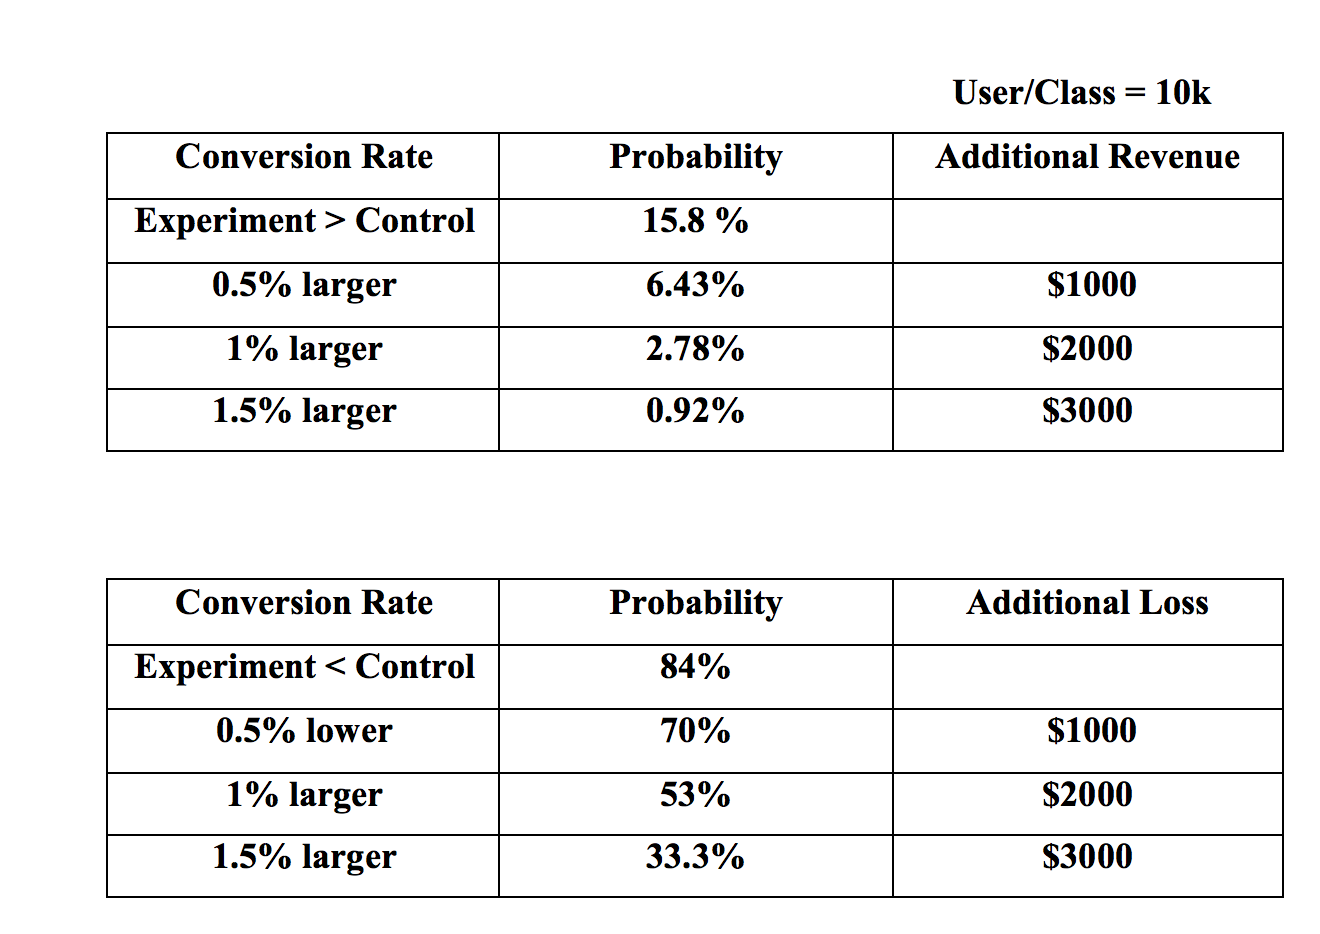 User/Class = 10k
Conversion Rate Probability Additional Revenue
Experiment > Control 15.8 %
0.5% larger 6.43% $1000
1% larger 2.78% $2000
1.5% larger 0.92% $3000
Conversion Rate Probability Additional Loss
Experiment < Control 84%
0.5% lower 70% $1000
1% larger 53% $2000
1.5% larger 33.3% $3000